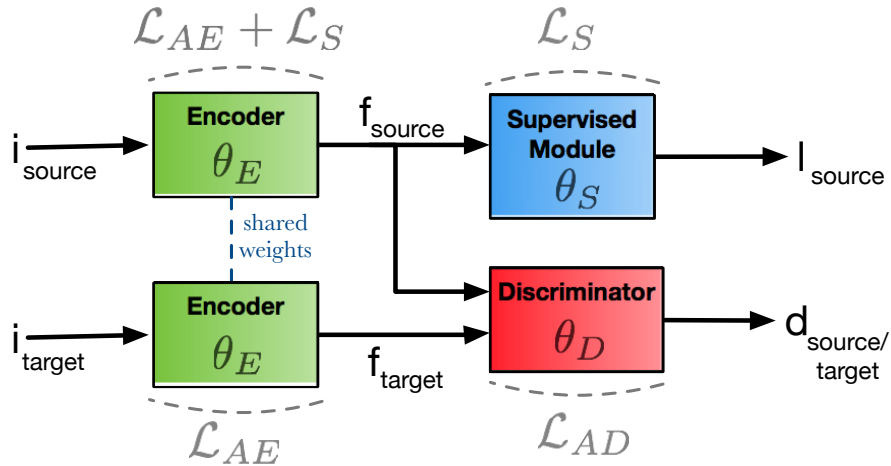 ℒ_AE + ℒ_S
ℒ_S
i_source
Encoder
θ_E
f_source
Supervised
Module
θ_S
l_source
shared
weights
i_target
Encoder
θ_E
f_target
Discriminator
θ_D
d_source/
target
ℒ_AE
ℒ_AD